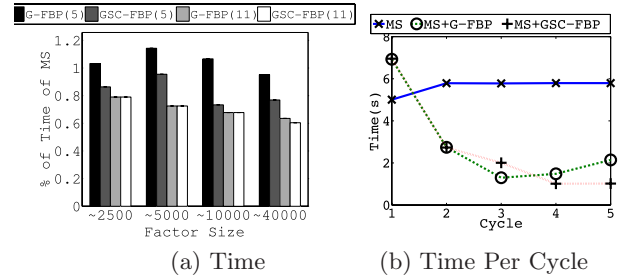 G-FBP(5) GSC-FBP(5) G-FBP(11) GSC-FBP(11)
% of Time of MS
1.2
1
0.8
0.6
0.4
0.2
0
~2500 ~5000 ~10000 ~40000
Factor Size
(a) Time
MS MS+G-FBP MS+GSC-FBP
Time(s)
8
6
4
2
0
1 2 3 4 5
Cycle
(b) Time Per Cycle